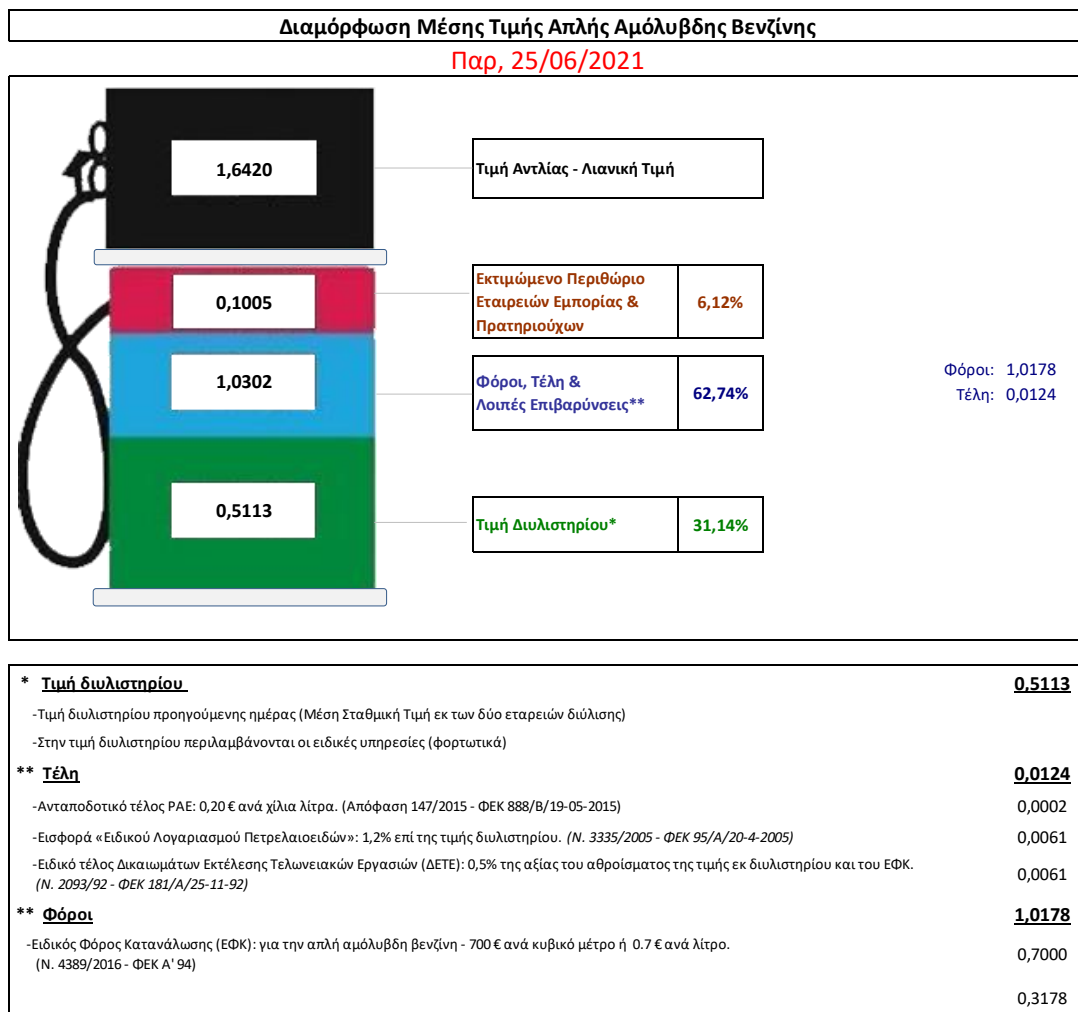 Διαμόρφωση Μέσης Τιμής Απλής Αμόλυβδης Βενζίνης
Παρ, 25/06/2021
1,6420
Τιμή Αντλίας - Λιανική Τιμή
0,1005
Εκτιμώμενο Περιθώριο
Εταιρειών Εμπορίας &
Πρατηριούχων
6,12%
1,0302
Φόροι, Τέλη &
Λοιπές Επιβαρύνσεις**
62,74%
Φόροι: 1,0178
Τέλη: 0,0124
0,5113
Τιμή Διυλιστηρίου*
31,14%
* Τιμή διυλιστηρίου 0,5113
-Τιμή διυλιστηρίου προηγούμενης ημέρας (Μέση Σταθμική Τιμή εκ των δύο εταρειών διύλισης)
-Στην τιμή διυλιστηρίου περιλαμβάνονται οι ειδικές υπηρεσίες (φορτωτικά)
** Τέλη 0,0124
-Ανταποδοτικό τέλος ΡΑΕ: 0,20 € ανά χίλια λίτρα. (Απόφαση 147/2015 - ΦΕΚ 888/Β/19-05-2015) 0,0002
-Εισφορά «Ειδικού Λογαριασμού Πετρελαιοειδών»: 1,2% επί της τιμής διυλιστηρίου. (Ν. 3335/2005 - ΦΕΚ 95/Α/20-4-2005) 0,0061
-Ειδικό τέλος Δικαιωμάτων Εκτέλεσης Τελωνειακών Εργασιών (ΔΕΤΕ): 0,5% της αξίας του αθροίσματος της τιμής εκ διυλιστηρίου και του ΕΦΚ. 0,0061
(Ν. 2093/92 - ΦΕΚ 181/Α/25-11-92)
** Φόροι 1,0178
-Ειδικός Φόρος Κατανάλωσης (ΕΦΚ): για την απλή αμόλυβδη βενζίνη - 700 € ανά κυβικό μέτρο ή 0.7 € ανά λίτρο. 0,7000
(Ν. 4389/2016 - ΦΕΚ Α' 94)
0,3178